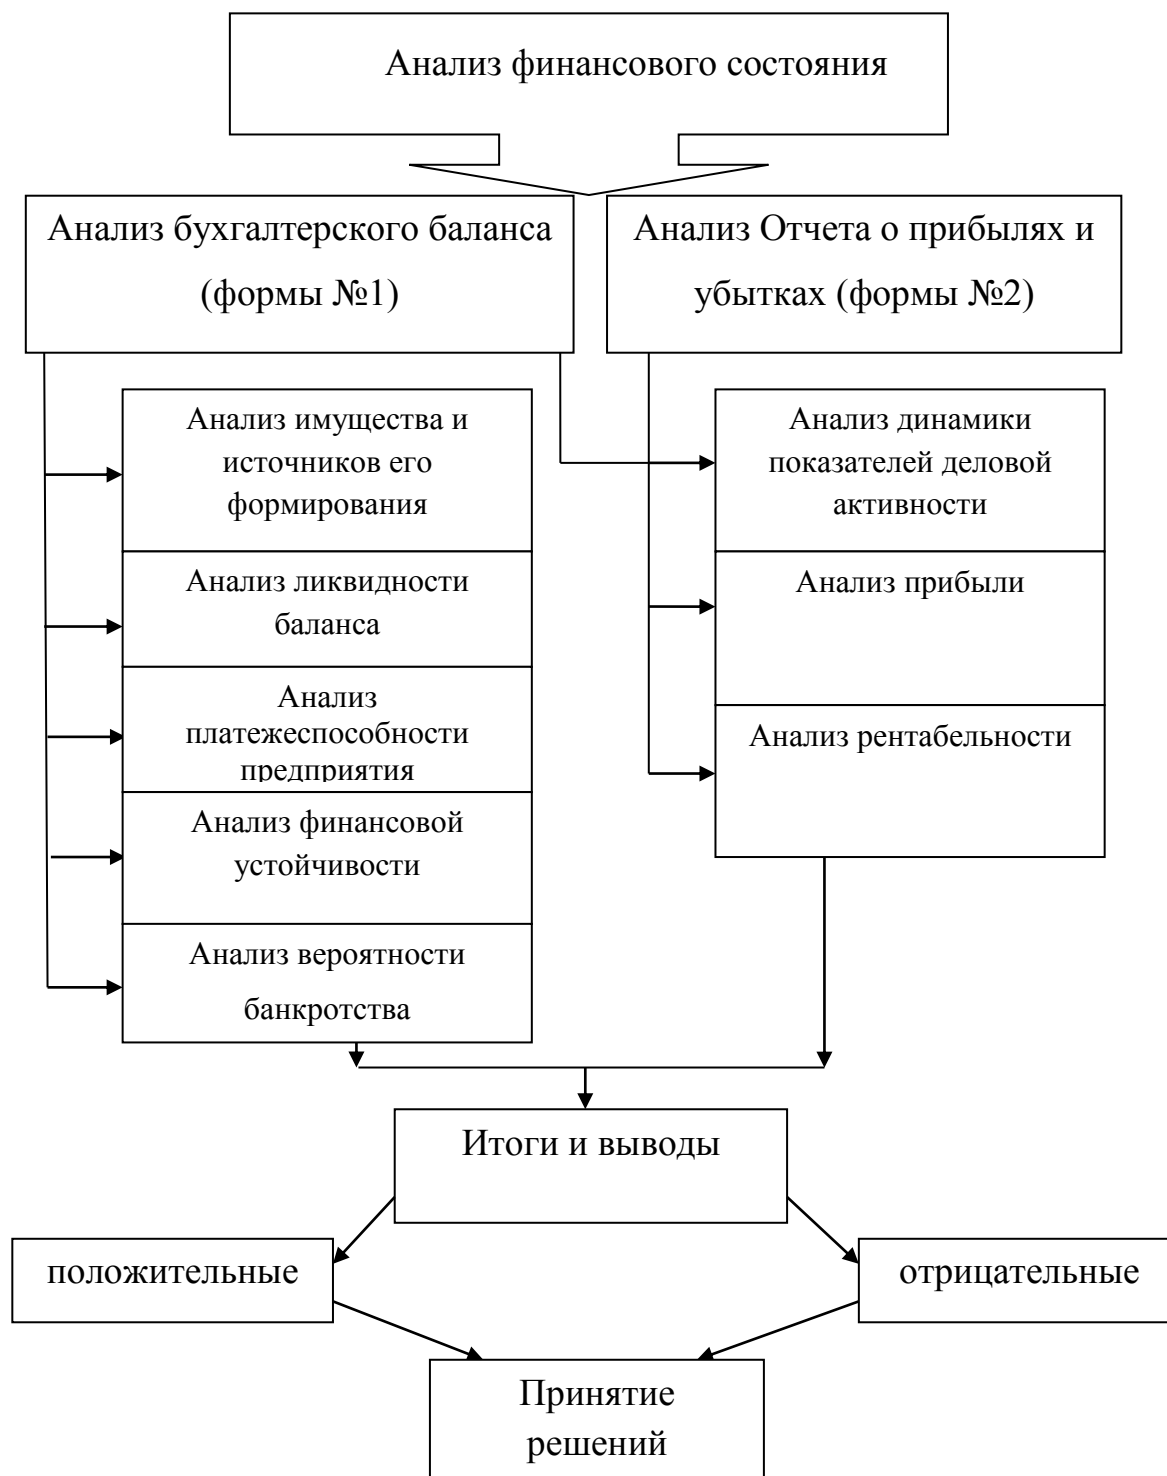 Анализ финансового состояния
Анализ бухгалтерского баланса
(формы №1)
Анализ Отчета о прибылях и
убытках (формы №2)
Анализ имущества и
источников его
формирования
Анализ ликвидности
баланса
Анализ
платежеспособности
предприятия
Анализ финансовой
устойчивости
Анализ вероятности
банкротства
Анализ динамики
показателей деловой
активности
Анализ прибыли
Анализ рентабельности
Итоги и выводы
положительные
отрицательные
Принятие
решений